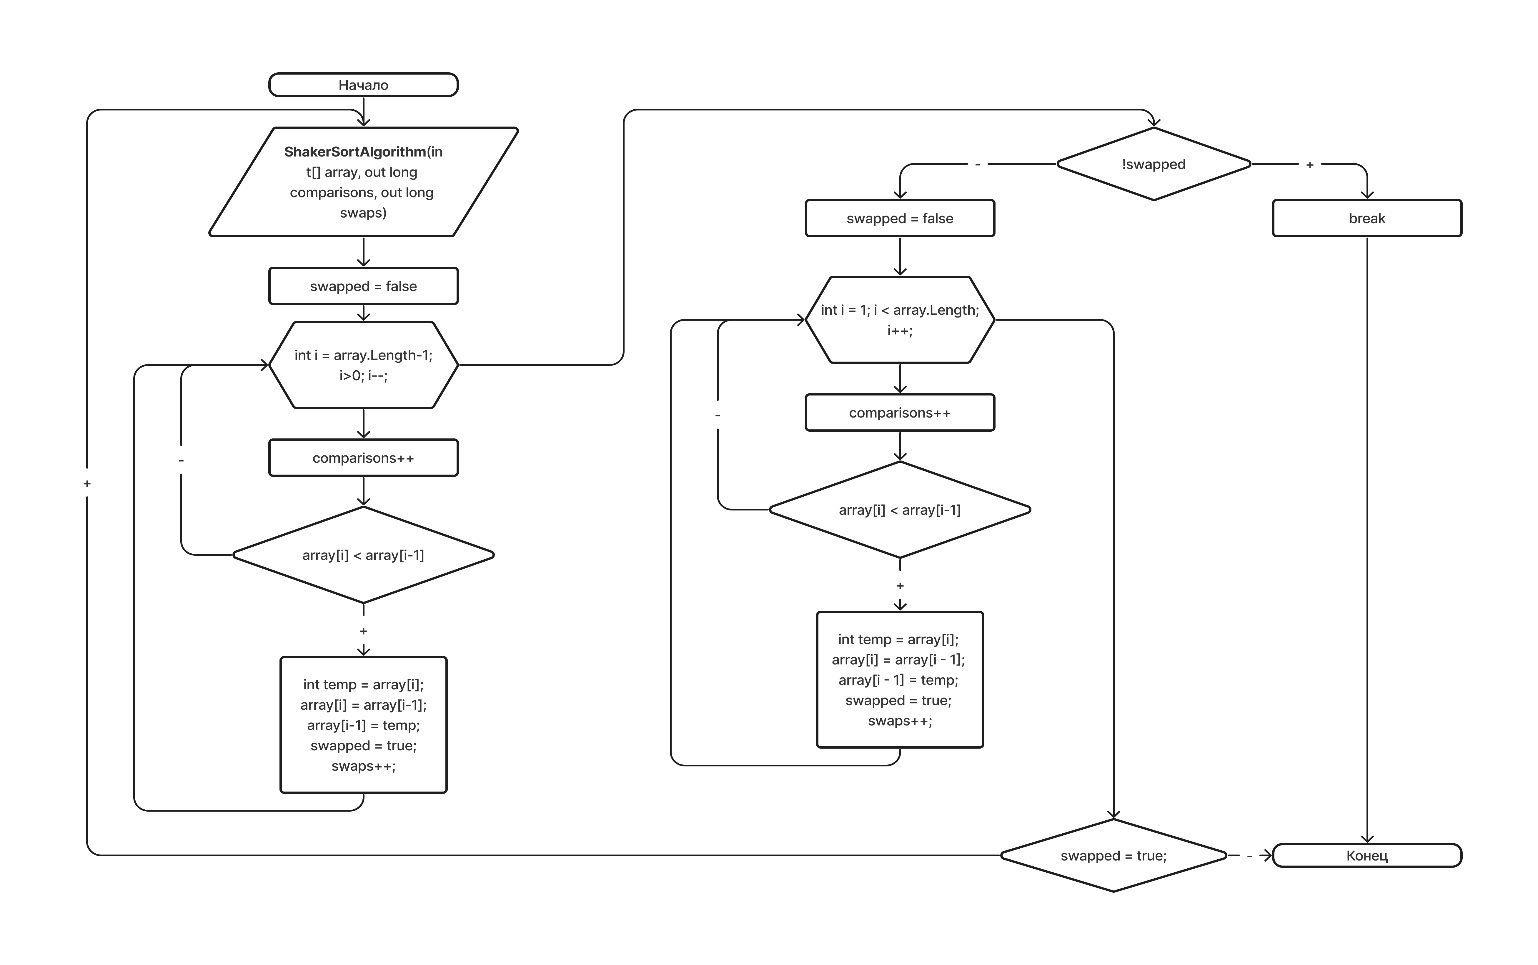 Начало
ShakerSortAlgorithm(in
t[] array, out long
comparisons, out long
swaps)
swapped = false
int i = array.Length-1;
i>0; i--;
comparisons++
-
array[i] < array[i-1]
+
int temp = array[i];
array[i] = array[i-1];
array[i-1] = temp;
swapped = true;
swaps++;
+
!swapped
-
+
swapped = false
break
int i = 1; i < array.Length;
i++;
comparisons++
-
array[i] < array[i-1]
+
int temp = array[i];
array[i] = array[i - 1];
array[i - 1] = temp;
swapped = true;
swaps++;
swapped = true;
-
Конец